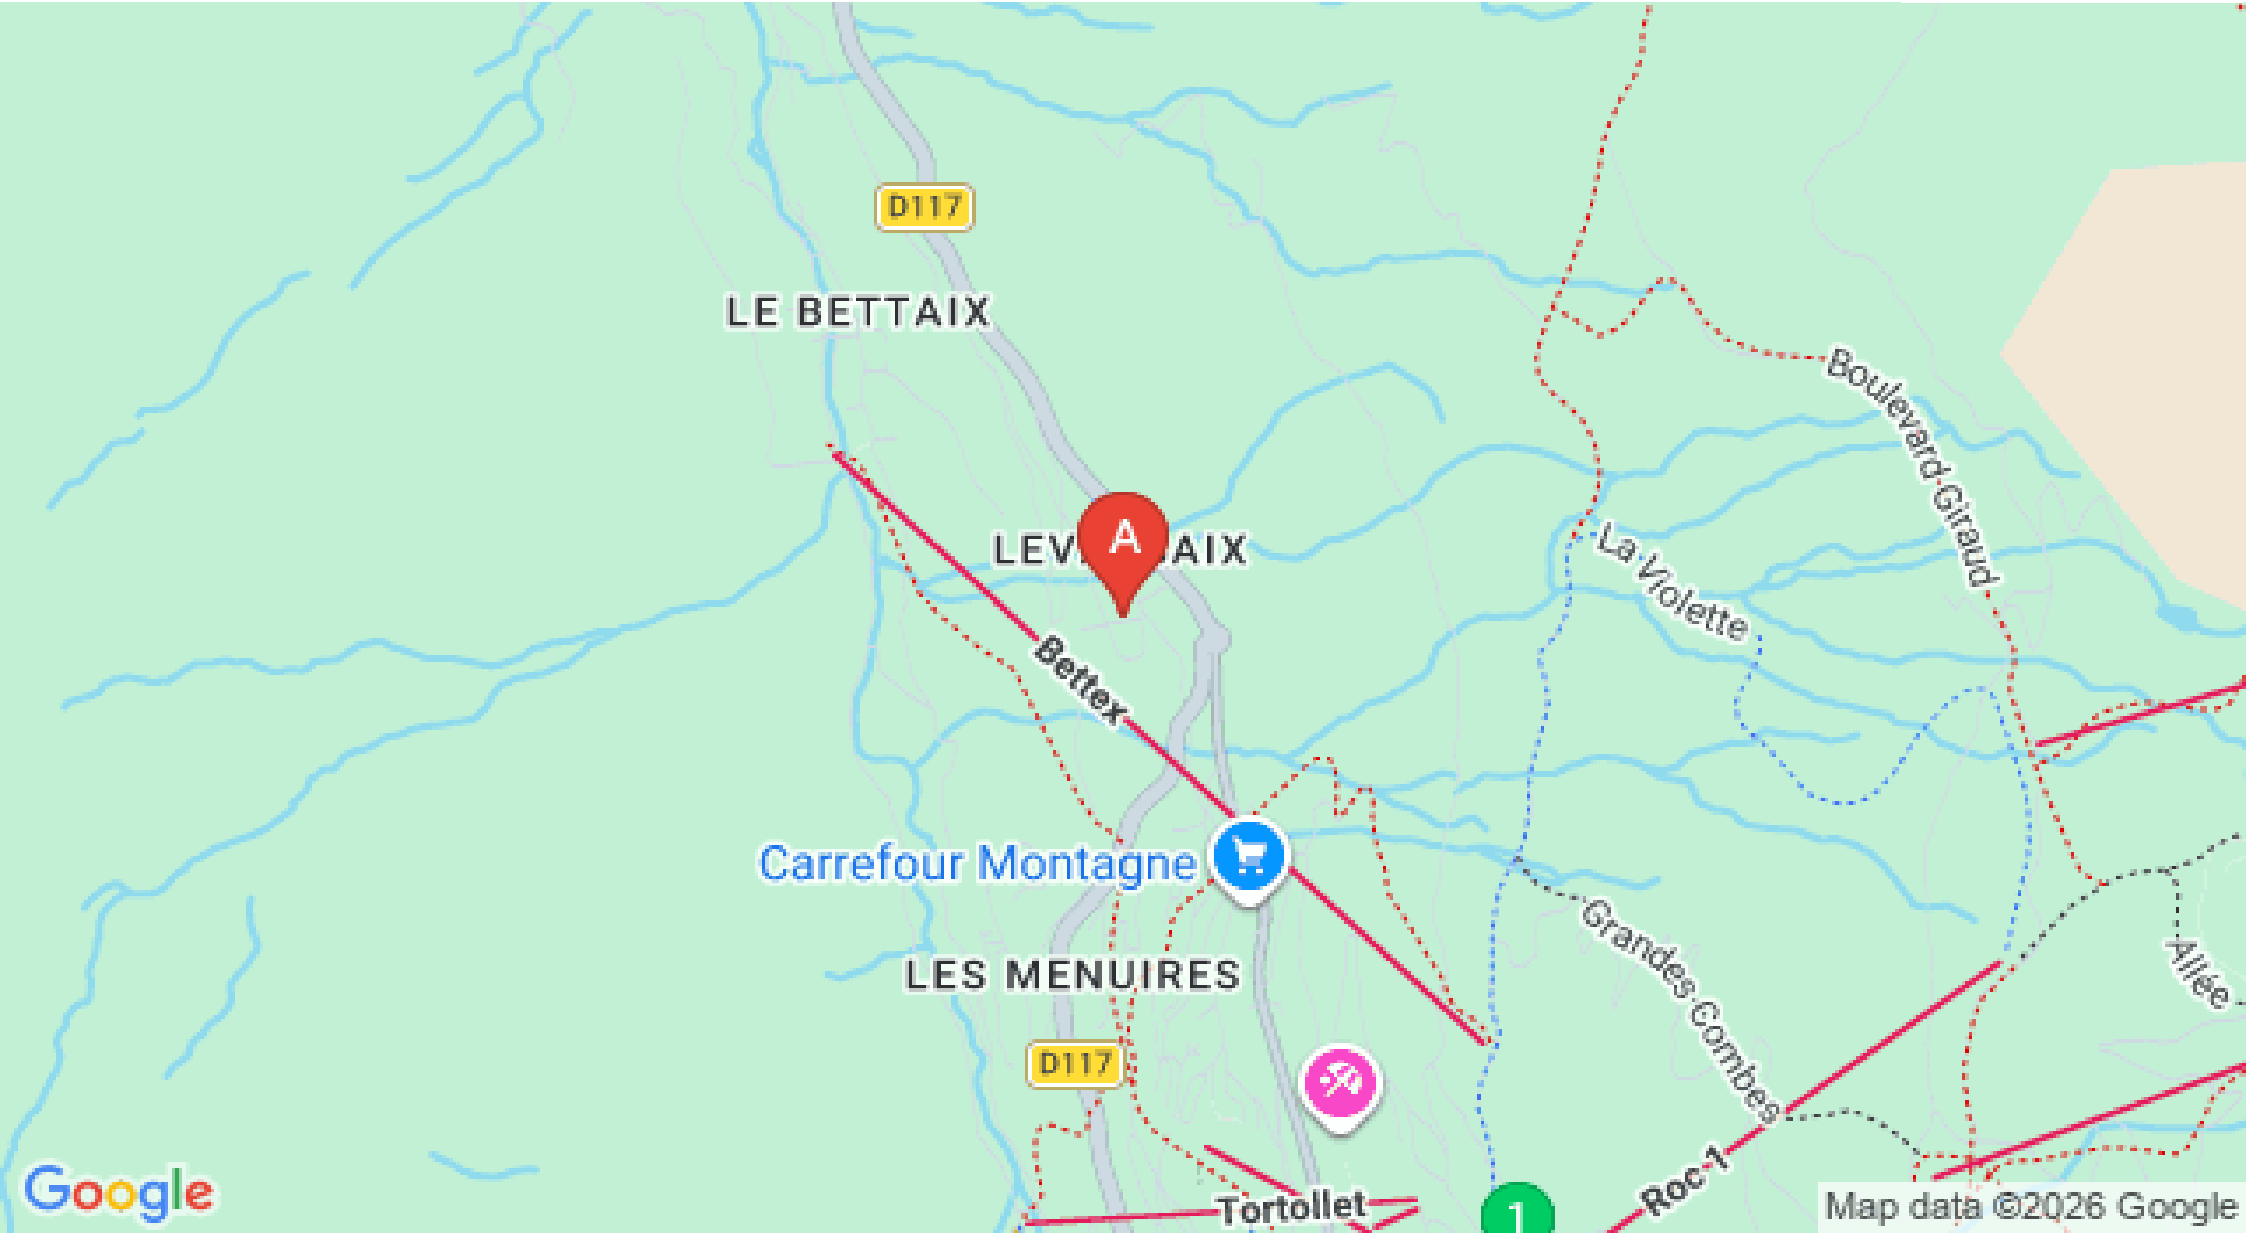 D117
LE BETTAIX
Boulevard Giraud
A
La Violette
Bettex
Carrefour Montagne
Grandes Combes
Allée
LES MENUIRES
D117
Roc 1
Tortollet
1
Google
Map data ©2026 Google